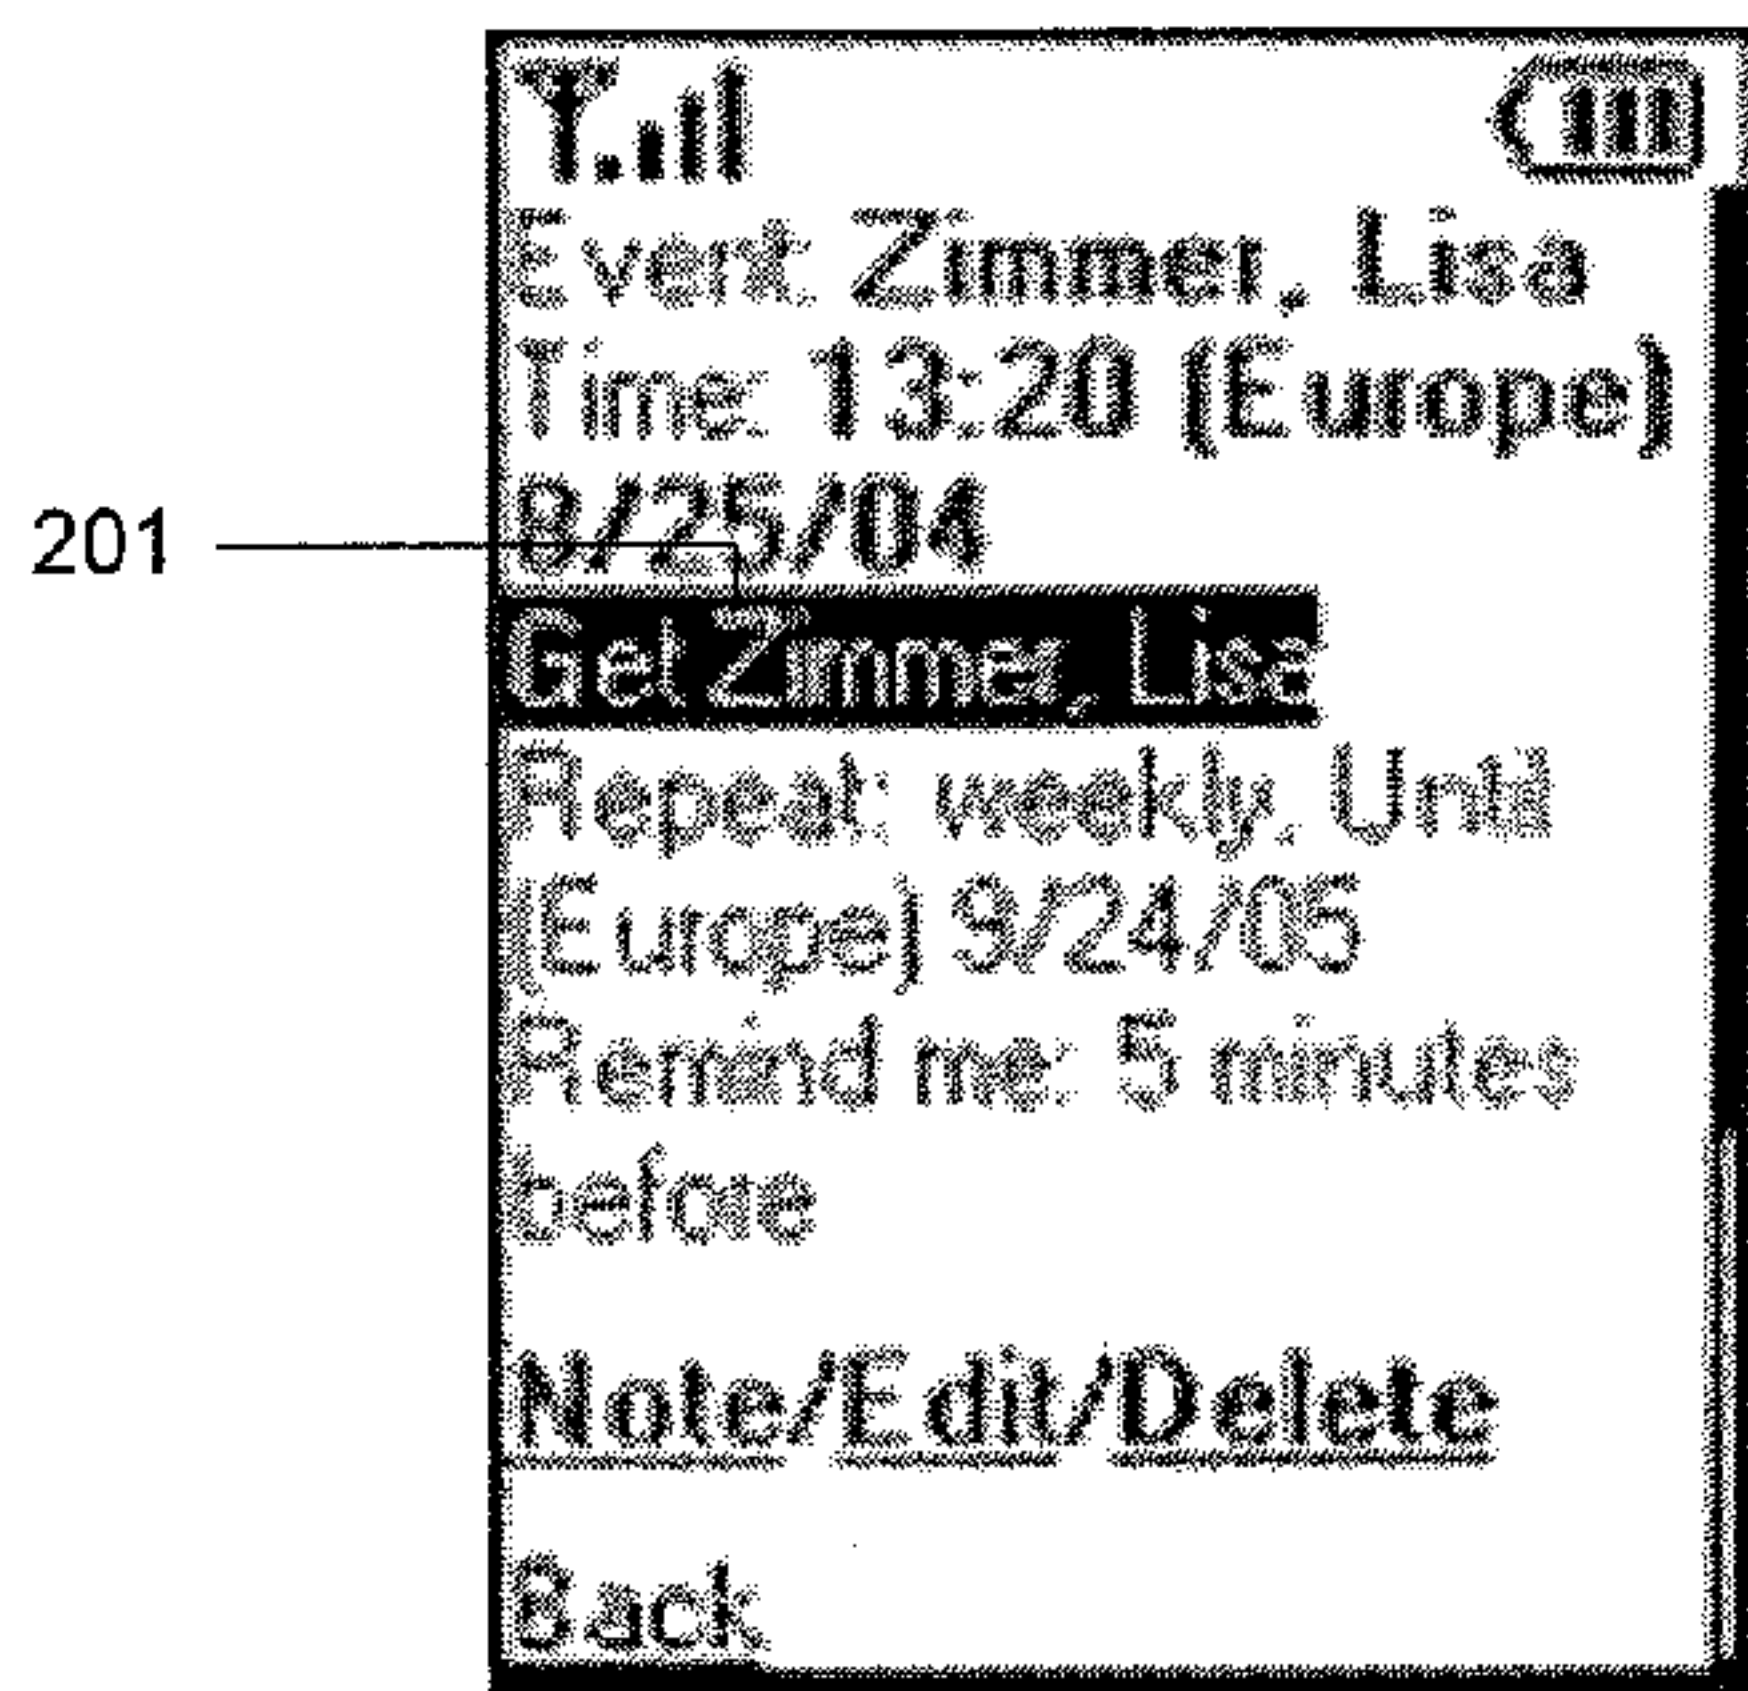 Event: Zimmer, Lisa
Time: 13:20 (Europe)
8/25/04
201
Get Zimmer, Lisa
Repeat: weekly, Until
(Europe) 9/24/05
Remind me: 5 minutes
before
Note/Edit/Delete
Back